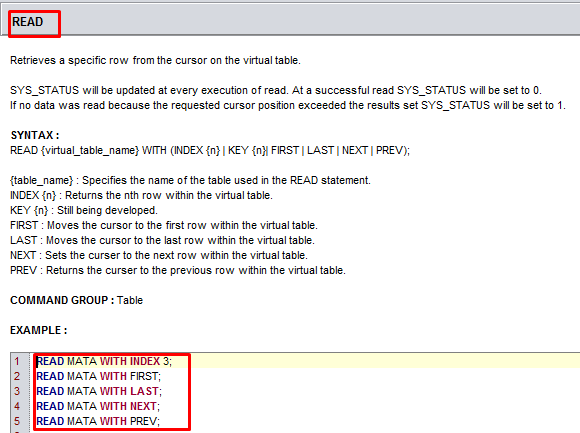 READ
Retrieves a specific row from the cursor on the virtual table.
SYS_STATUS will be updated at every execution of read. At a successful read SYS_STATUS will be set to 0.
If no data was read because the requested cursor position exceeded the results set SYS_STATUS will be set to 1.
SYNTAX :
READ {virtual_table_name} WITH (INDEX {n} | KEY {n}| FIRST | LAST | NEXT | PREV);
{table_name} : Specifies the name of the table used in the READ statement.
INDEX {n} : Returns the nth row within the virtual table.
KEY {n} : Still being developed.
FIRST : Moves the cursor to the first row within the virtual table.
LAST : Moves the cursor to the last row within the virtual table.
NEXT : Sets the curser to the next row within the virtual table.
PREV : Returns the curser to the previous row within the virtual table.
COMMAND GROUP : Table
EXAMPLE :
1 READ MATA WITH INDEX 3;
2 READ MATA WITH FIRST;
3 READ MATA WITH LAST;
4 READ MATA WITH NEXT;
5 READ MATA WITH PREV;